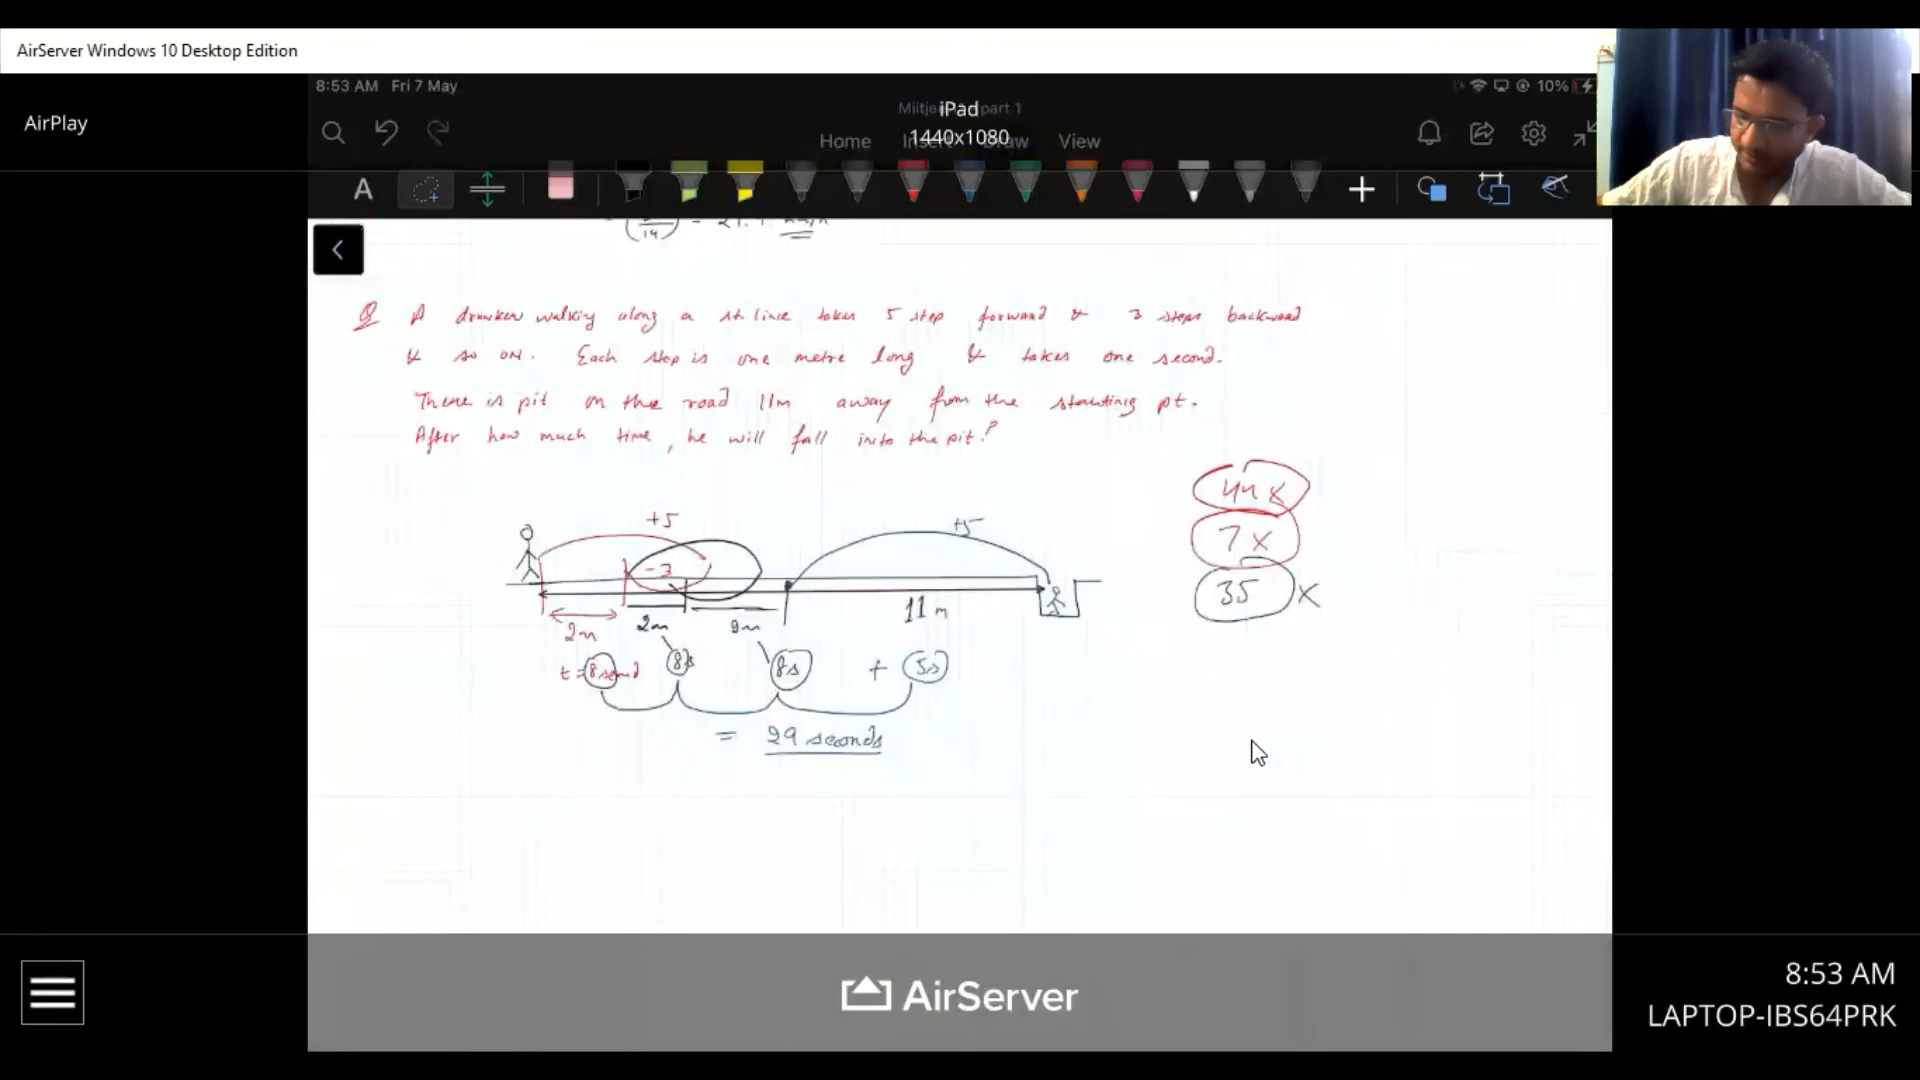 AirServer Windows 10 Desktop Edition
AirPlay
8:53 AM Fri 7 May
10%
iPad
part 1
1440x1080
Home
Draw
View
A
Q A drunken walking along a st. line takes 5 step forward & 3 steps backward
& so on. Each step is one metre long & takes one second.
There is pit on the road 11m away from the starting pt.
After how much time, he will fall into the pit?
44 x
+5
+5
7 x
-3
35 x
11 m
2m
2m
t = 8 second
8s
8s + 5s
= 29 seconds
AirServer
8:53 AM
LAPTOP-IBS64PRK